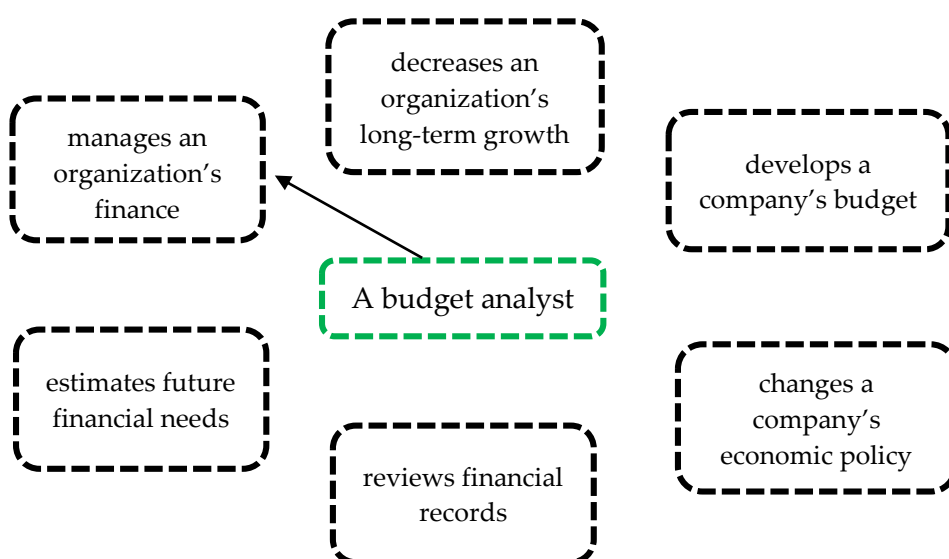 decreases an
organization’s
long-term growth
manages an
organization’s
finance
develops a
company’s budget
A budget analyst
estimates future
financial needs
changes a
company’s
economic policy
reviews financial
records